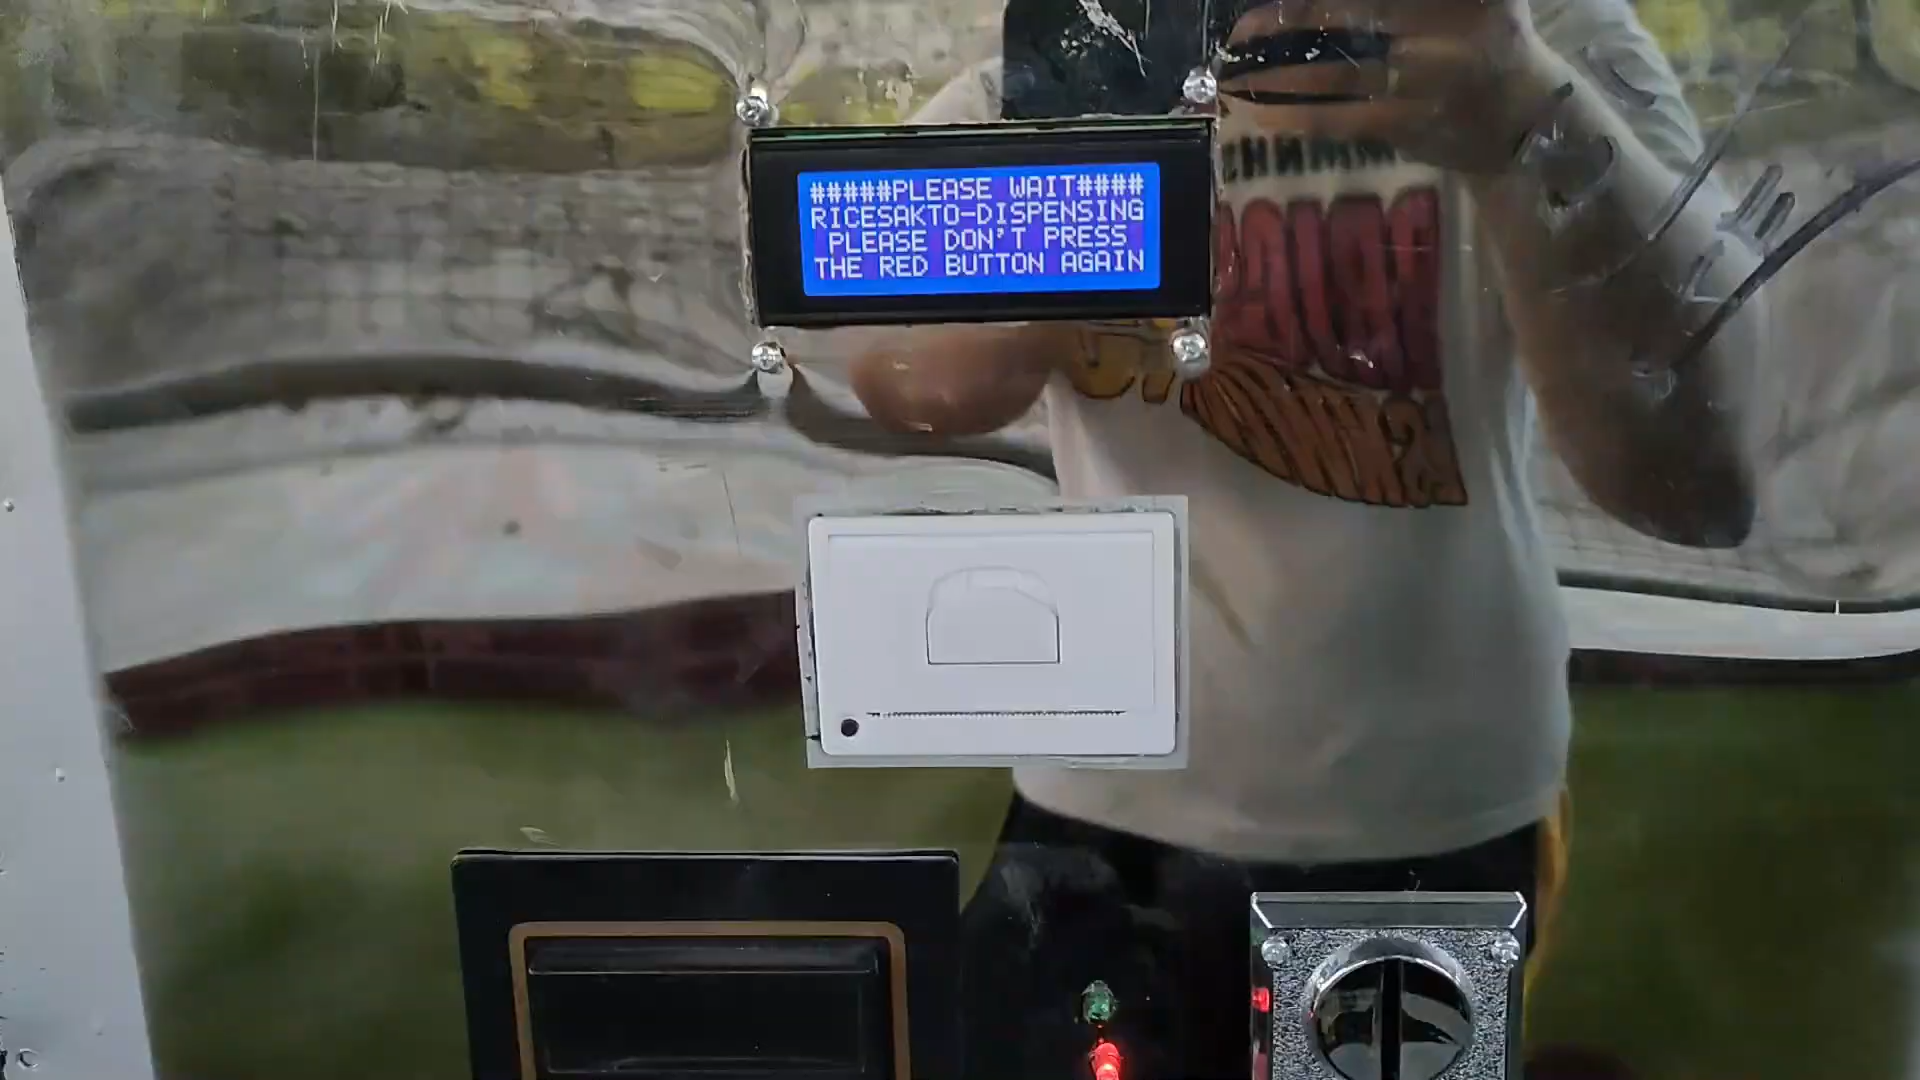 #####PLEASE WAIT####
RICESAKTO-DISPENSING
PLEASE DON'T PRESS
THE RED BUTTON AGAIN